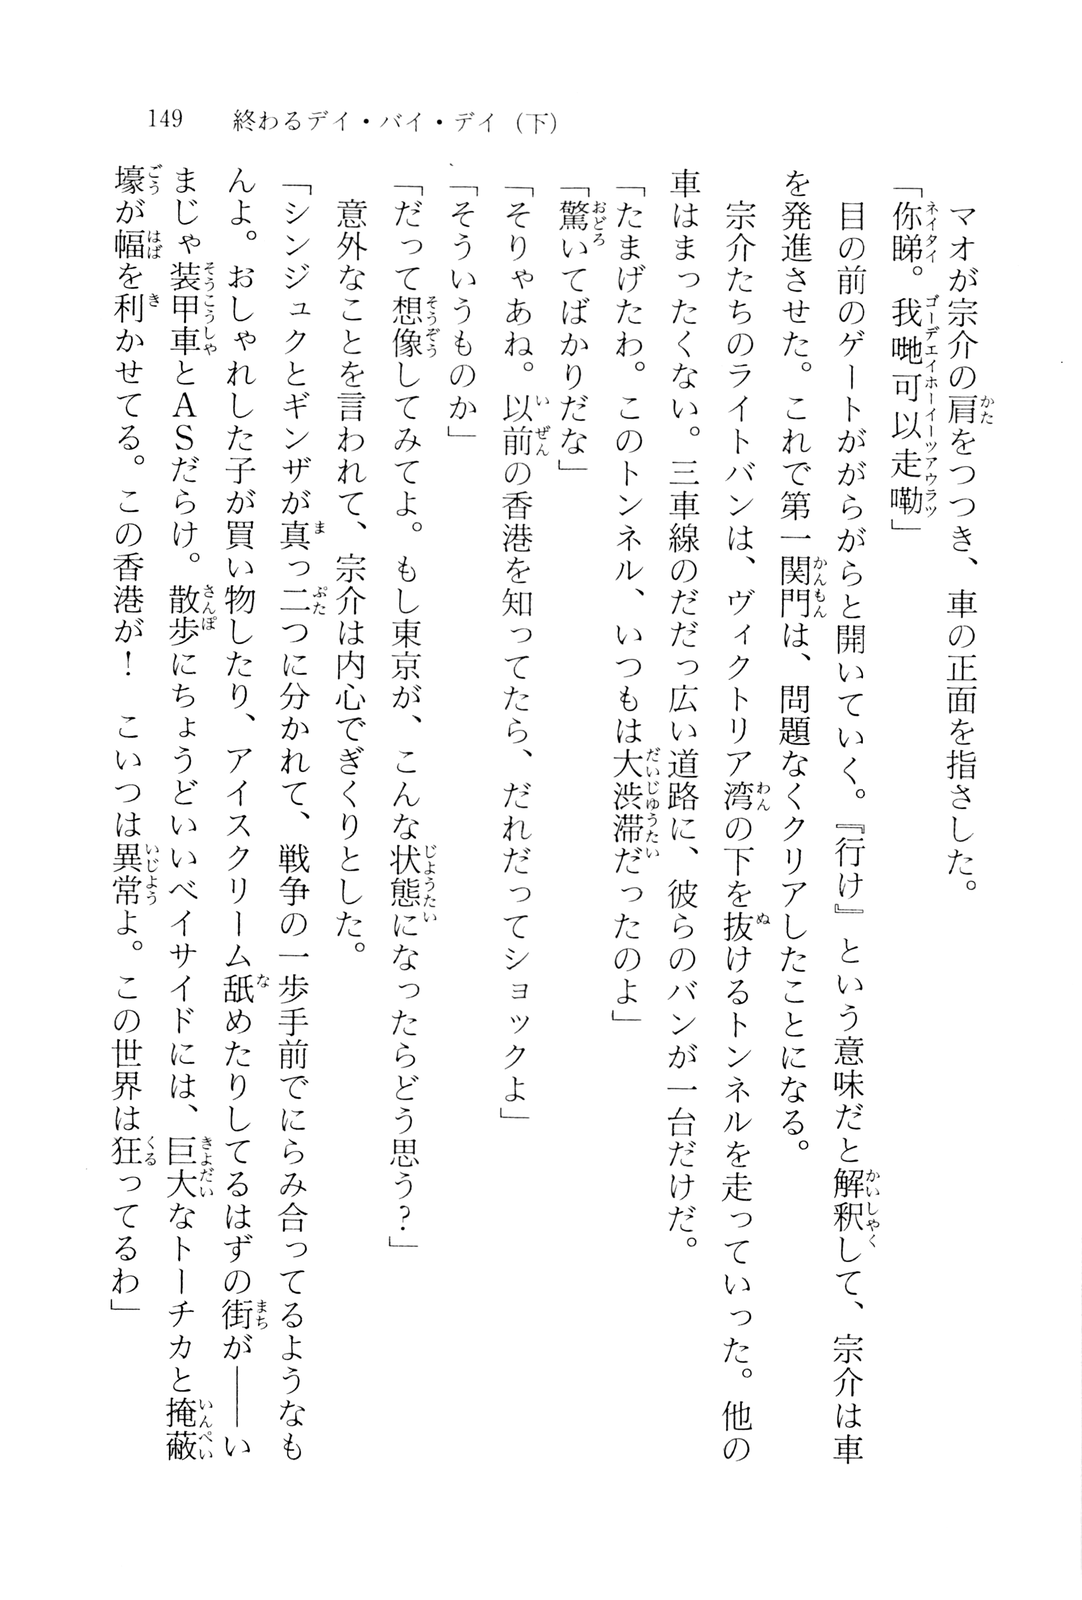 149　終わるデイ・バイ・デイ（下）
　マオが宗介の肩をつつき、車の正面を指さした。
「你睇。我哋可以走嘞」
　目の前のゲートががらがらと開いていく。『行け』という意味だと解釈して、宗介は車
を発進させた。これで第一関門は、問題なくクリアしたことになる。
　宗介たちのライトバンは、ヴィクトリア湾の下を抜けるトンネルを走っていった。他の
車はまったくない。三車線のだだっ広い道路に、彼らのバンが一台だけだ。
「たまげたわ。このトンネル、いつもは大渋滞だったのよ」
「驚いてばかりだな」
「そりゃあね。以前の香港を知ってたら、だれだってショックよ」
「そういうものか」
「だって想像してみてよ。もし東京が、こんな状態になったらどう思う？」
　意外なことを言われて、宗介は内心でぎくりとした。
「シンジュクとギンザが真っ二つに分かれて、戦争の一歩手前でにらみ合ってるようなも
んよ。おしゃれした子が買い物したり、アイスクリーム舐めたりしてるはずの街が――い
まじゃ装甲車とＡＳだらけ。散歩にちょうどいいベイサイドには、巨大なトーチカと掩蔽
壕が幅を利かせてる。この香港が！　こいつは異常よ。この世界は狂ってるわ」